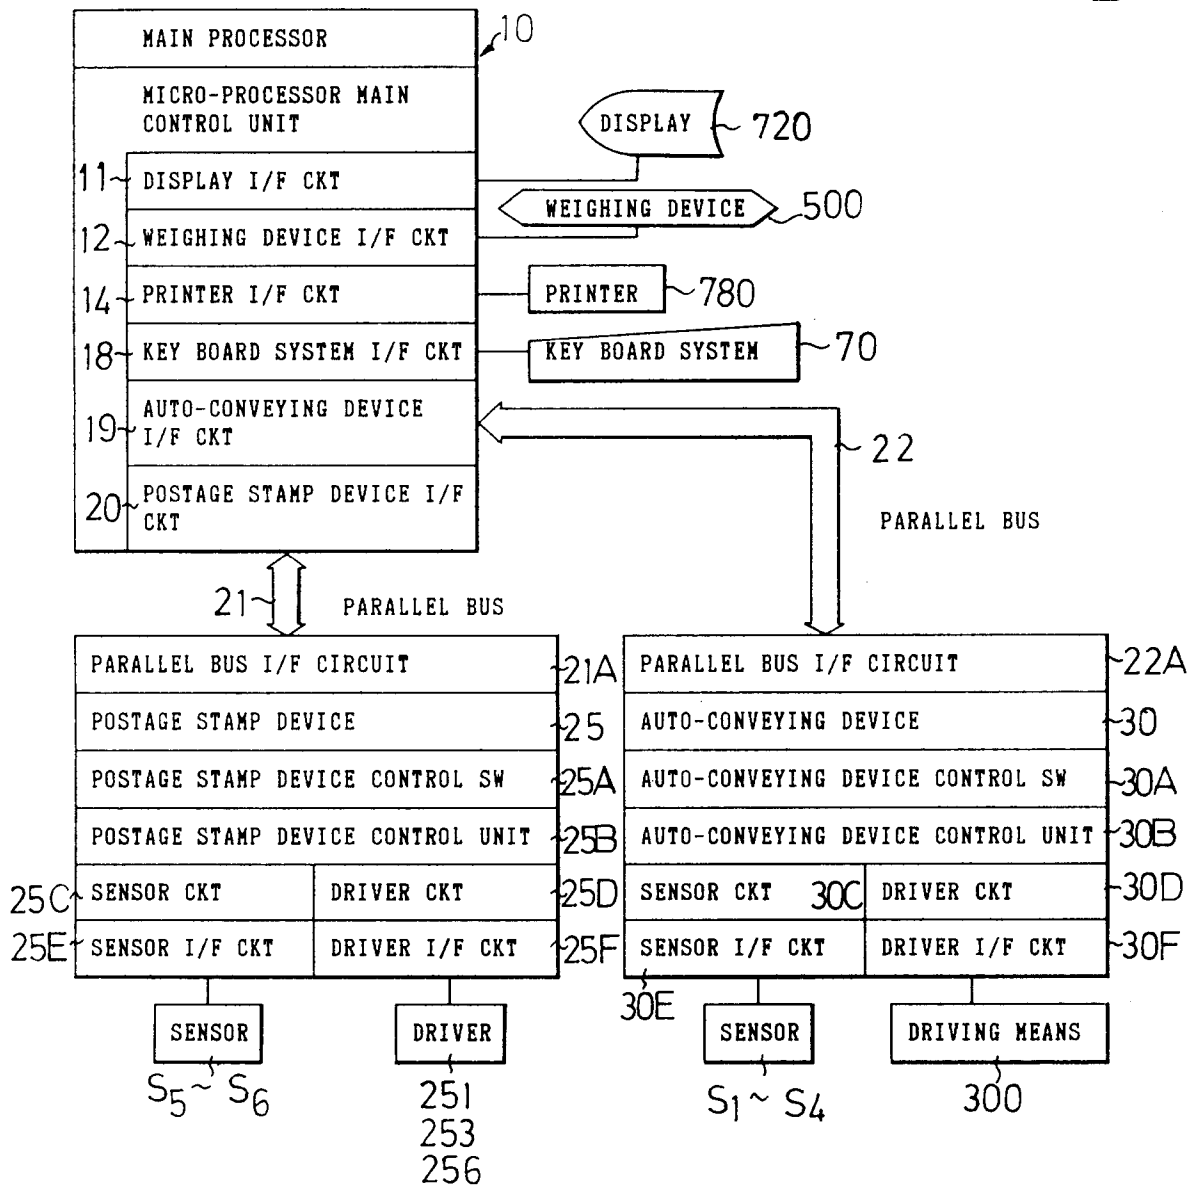 MAIN PROCESSOR
10
MICRO-PROCESSOR MAIN
CONTROL UNIT
DISPLAY
720
11
DISPLAY I/F CKT
WEIGHING DEVICE
500
12
WEIGHING DEVICE I/F CKT
14
PRINTER I/F CKT
PRINTER
780
18
KEY BOARD SYSTEM I/F CKT
KEY BOARD SYSTEM
70
19
AUTO-CONVEYING DEVICE
I/F CKT
22
20
POSTAGE STAMP DEVICE I/F
CKT
PARALLEL BUS
21
PARALLEL BUS
PARALLEL BUS I/F CIRCUIT
21A
POSTAGE STAMP DEVICE
25
POSTAGE STAMP DEVICE CONTROL SW
25A
POSTAGE STAMP DEVICE CONTROL UNIT
25B
25C
SENSOR CKT
DRIVER CKT
25D
25E
SENSOR I/F CKT
DRIVER I/F CKT
25F
SENSOR
S5~S6
DRIVER
251
253
256
PARALLEL BUS I/F CIRCUIT
22A
AUTO-CONVEYING DEVICE
30
AUTO-CONVEYING DEVICE CONTROL SW
30A
AUTO-CONVEYING DEVICE CONTROL UNIT
30B
SENSOR CKT
30C
DRIVER CKT
30D
SENSOR I/F CKT
DRIVER I/F CKT
30F
30E
SENSOR
S1~S4
DRIVING MEANS
300